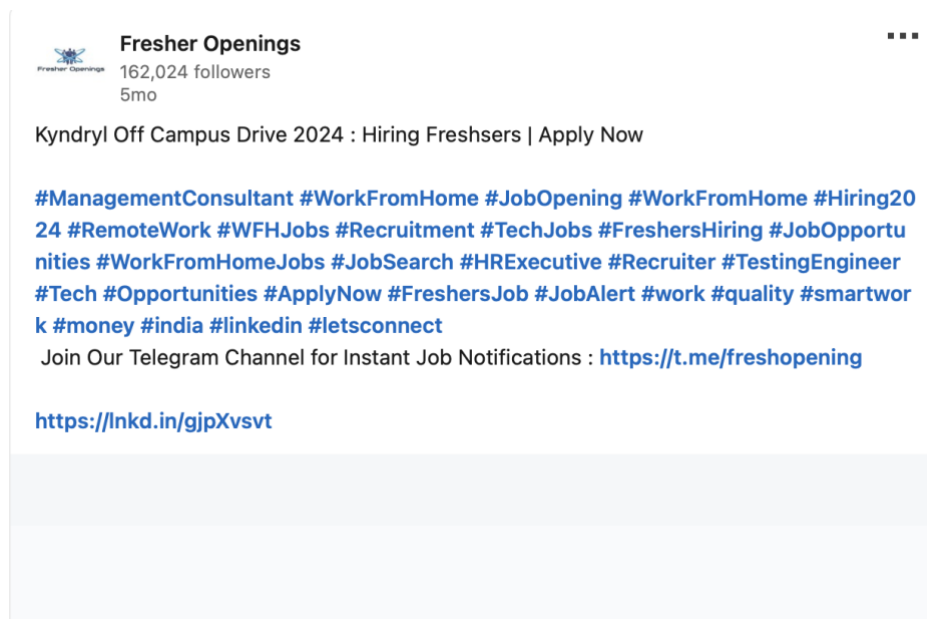 Fresher Openings
Fresher Openings
162,024 followers
5mo
Kyndryl Off Campus Drive 2024 : Hiring Freshsers | Apply Now
#ManagementConsultant #WorkFromHome #JobOpening #WorkFromHome #Hiring20
24 #RemoteWork #WFHJobs #Recruitment #TechJobs #FreshersHiring #JobOpportu
nities #WorkFromHomeJobs #JobSearch #HRExecutive #Recruiter #TestingEngineer
#Tech #Opportunities #ApplyNow #FreshersJob #JobAlert #work #quality #smartwor
k #money #india #linkedin #letsconnect
Join Our Telegram Channel for Instant Job Notifications : https://t.me/freshopening
https://lnkd.in/gjpXvsvt